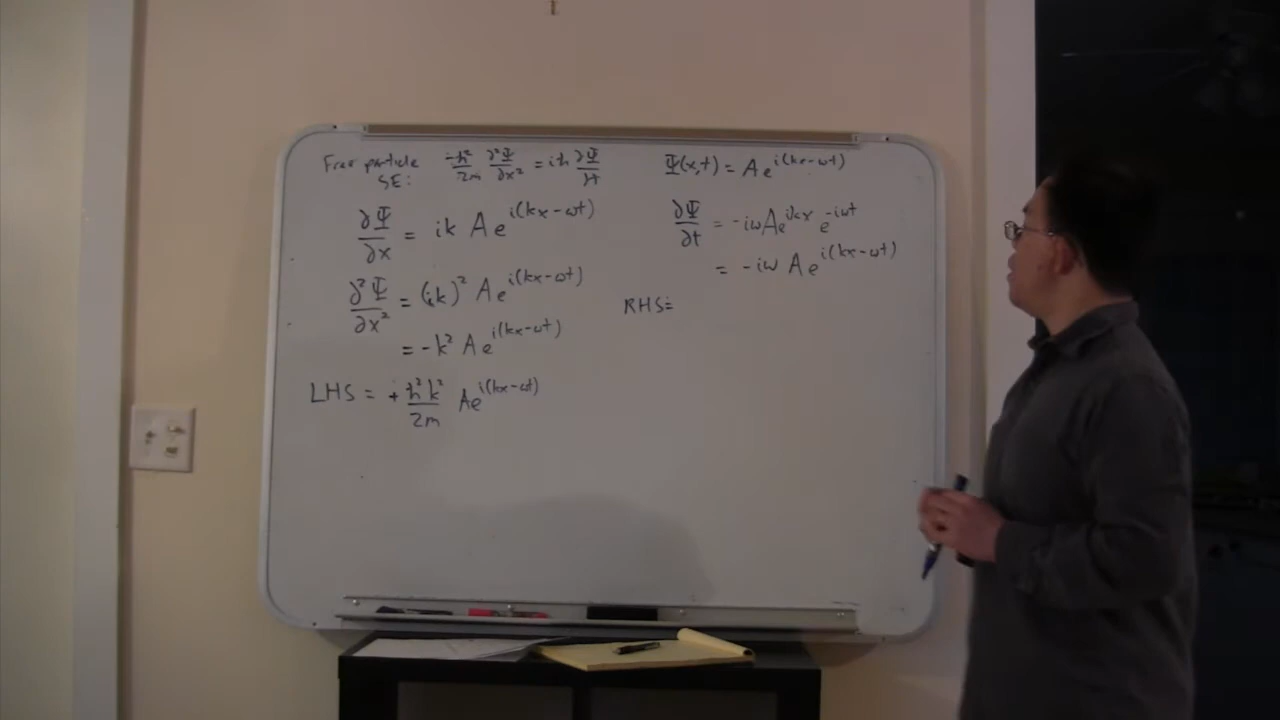 Free particle SE: -ħ²/2m ∂²Ψ/∂x² = iħ ∂Ψ/∂t
∂Ψ/∂x = ik A e^{i(kx-ωt)}
∂²Ψ/∂x² = (ik)² A e^{i(kx-ωt)}
= -k² A e^{i(kx-ωt)}
LHS = + ħ²k²/2m A e^{i(kx-ωt)}
Ψ(x,t) = A e^{i(kx-ωt)}
∂Ψ/∂t = -iω A e^{ikx} e^{-iωt}
= -iω A e^{i(kx-ωt)}
RHS=